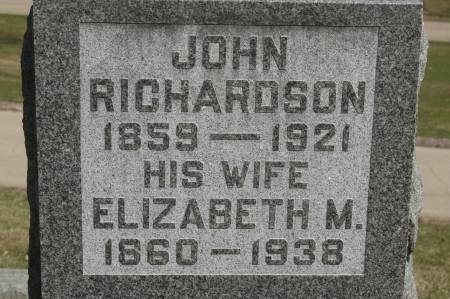 JOHN
RICHARDSON
1859 — 1921
HIS WIFE
ELIZABETH M.
1860 — 1938